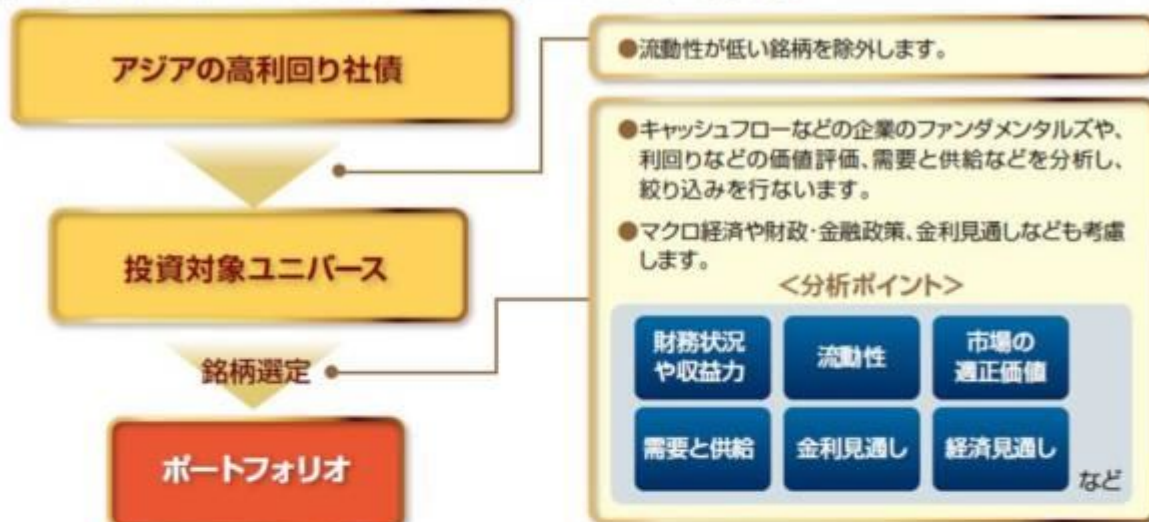 アジアの高利回り社債
●流動性が低い銘柄を除外します。
投資対象ユニバース
銘柄選定
ポートフォリオ
●キャッシュフローなどの企業のファンダメンタルズや、
利回りなどの価値評価、需要と供給などを分析し、
絞り込みを行ないます。
●マクロ経済や財政・金融政策、金利見通しなども考慮
します。
＜分析ポイント＞
財務状況
や収益力
流動性
市場の
適正価値
需要と供給
金利見通し
経済見通し
など